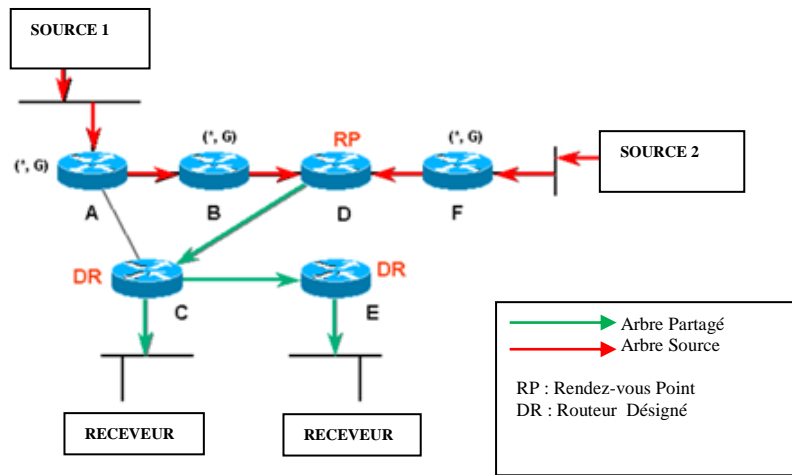 SOURCE 1
(*, G)
RP
(*, G)
SOURCE 2
(*, G)
A
B
D
F
DR
DR
C
E
Arbre Partagé
Arbre Source
RP : Rendez-vous Point
DR : Routeur Désigné
RECEVEUR
RECEVEUR